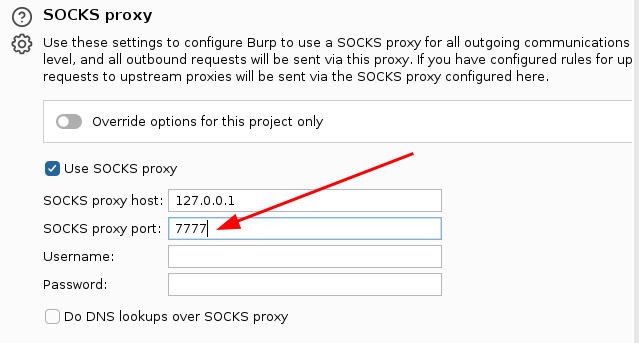 SOCKS proxy
Use these settings to configure Burp to use a SOCKS proxy for all outgoing communications
level, and all outbound requests will be sent via this proxy. If you have configured rules for up
requests to upstream proxies will be sent via the SOCKS proxy configured here.
Override options for this project only
Use SOCKS proxy
SOCKS proxy host: 127.0.0.1
SOCKS proxy port: 7777
Username:
Password:
Do DNS lookups over SOCKS proxy